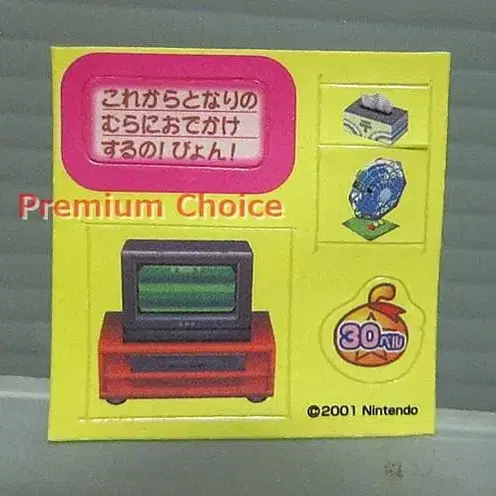 これからとなりの
むらにおでかけ
するの!ぴょん!
Premium Choice
30ベル
©2001 Nintendo